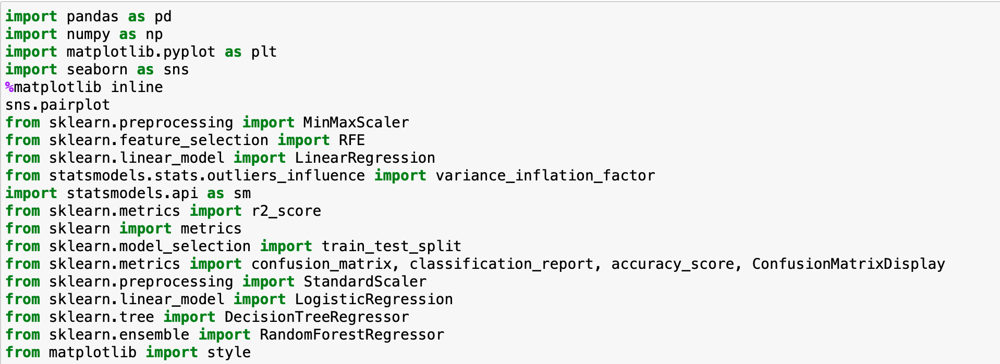 import pandas as pd
import numpy as np
import matplotlib.pyplot as plt
import seaborn as sns
%matplotlib inline
sns.pairplot
from sklearn.preprocessing import MinMaxScaler
from sklearn.feature_selection import RFE
from sklearn.linear_model import LinearRegression
from statsmodels.stats.outliers_influence import variance_inflation_factor
import statsmodels.api as sm
from sklearn.metrics import r2_score
from sklearn import metrics
from sklearn.model_selection import train_test_split
from sklearn.metrics import confusion_matrix, classification_report, accuracy_score, ConfusionMatrixDisplay
from sklearn.preprocessing import StandardScaler
from sklearn.linear_model import LogisticRegression
from sklearn.tree import DecisionTreeRegressor
from sklearn.ensemble import RandomForestRegressor
from matplotlib import style